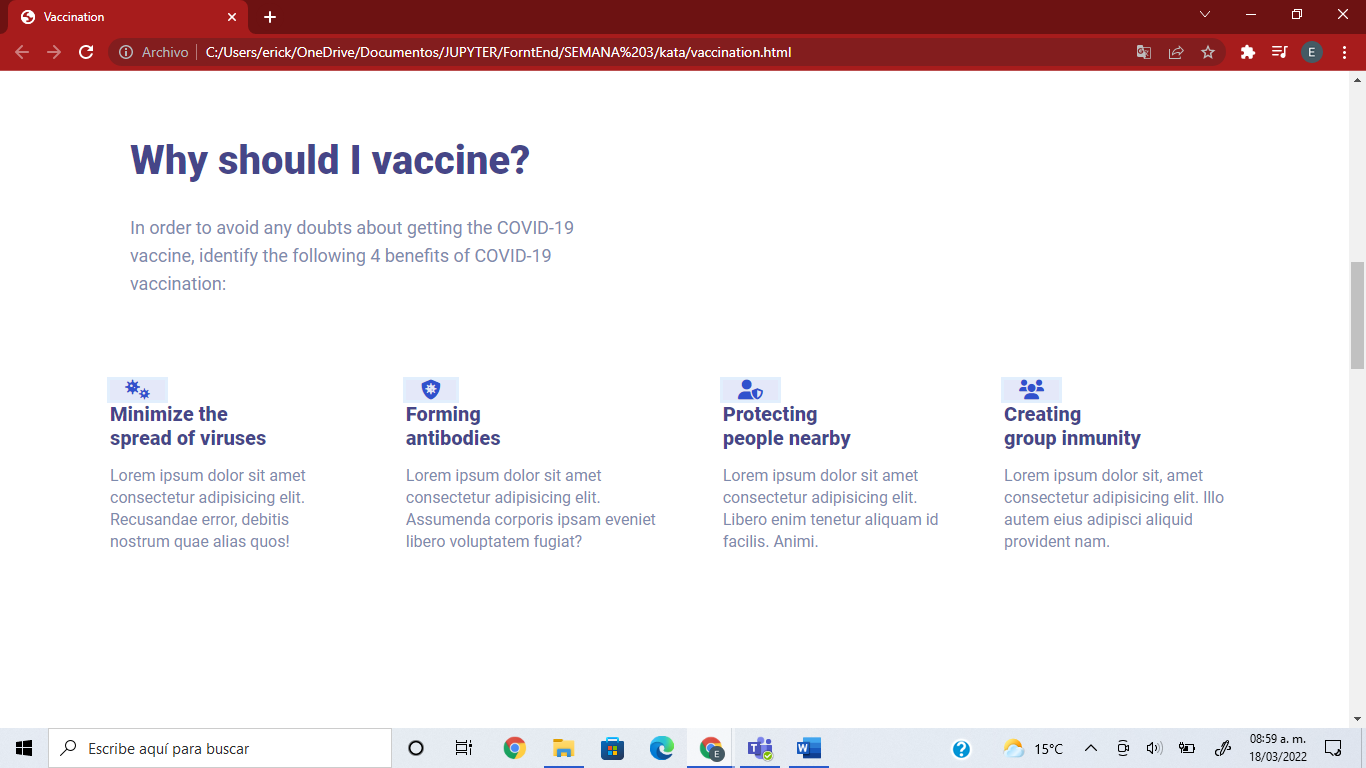 Vaccination
Archivo
C:/Users/erick/OneDrive/Documentos/JUPYTER/ForntEnd/SEMANA%203/kata/vaccination.html
E
Why should I vaccine?
In order to avoid any doubts about getting the COVID-19
vaccine, identify the following 4 benefits of COVID-19
vaccination:
Minimize the
spread of viruses
Lorem ipsum dolor sit amet
consectetur adipisicing elit.
Recusandae error, debitis
nostrum quae alias quos!
Forming
antibodies
Lorem ipsum dolor sit amet
consectetur adipisicing elit.
Assumenda corporis ipsam eveniet
libero voluptatem fugiat?
Protecting
people nearby
Lorem ipsum dolor sit amet
consectetur adipisicing elit.
Libero enim tenetur aliquam id
facilis. Animi.
Creating
group inmunity
Lorem ipsum dolor sit, amet
consectetur adipisicing elit. Illo
autem eius adipisci aliquid
provident nam.
Escribe aquí para buscar
E
T
W
?
15°C
08:59 a. m.
18/03/2022